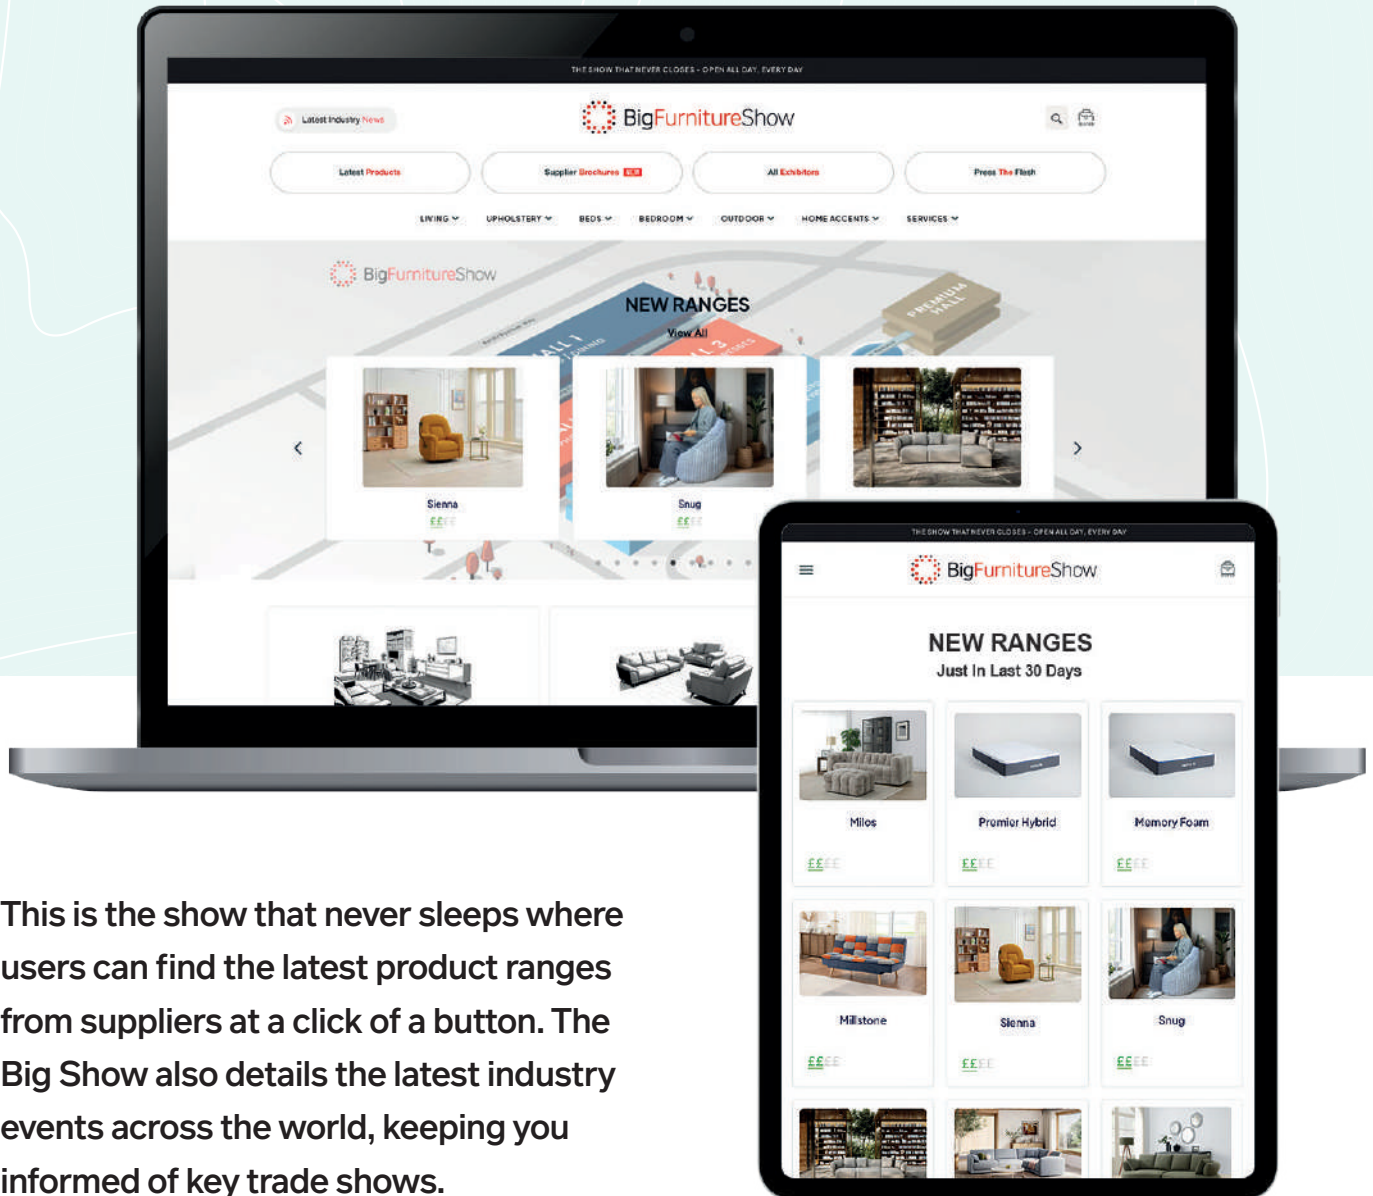 THE SHOW THAT NEVER CLOSES - OPEN ALL DAY, EVERY DAY
Latest Industry News
BigFurnitureShow
Latest Products
Supplier Brochures
All Exhibitors
Press The Flesh
LIVING
UPHOLSTERY
BEDS
BEDROOM
OUTDOOR
HOME ACCENTS
SERVICES
BigFurnitureShow
NEW RANGES
View All
PREMIUM
HALL
Sienna
££££
Snug
££££
THE SHOW THAT NEVER CLOSES - OPEN ALL DAY, EVERY DAY
BigFurnitureShow
NEW RANGES
Just In Last 30 Days
Milos
Premier Hybrid
Memory Foam
££££
££££
££££
Millstone
Sienna
Snug
££££
££££
££££
This is the show that never sleeps where
users can find the latest product ranges
from suppliers at a click of a button. The
Big Show also details the latest industry
events across the world, keeping you
informed of key trade shows.